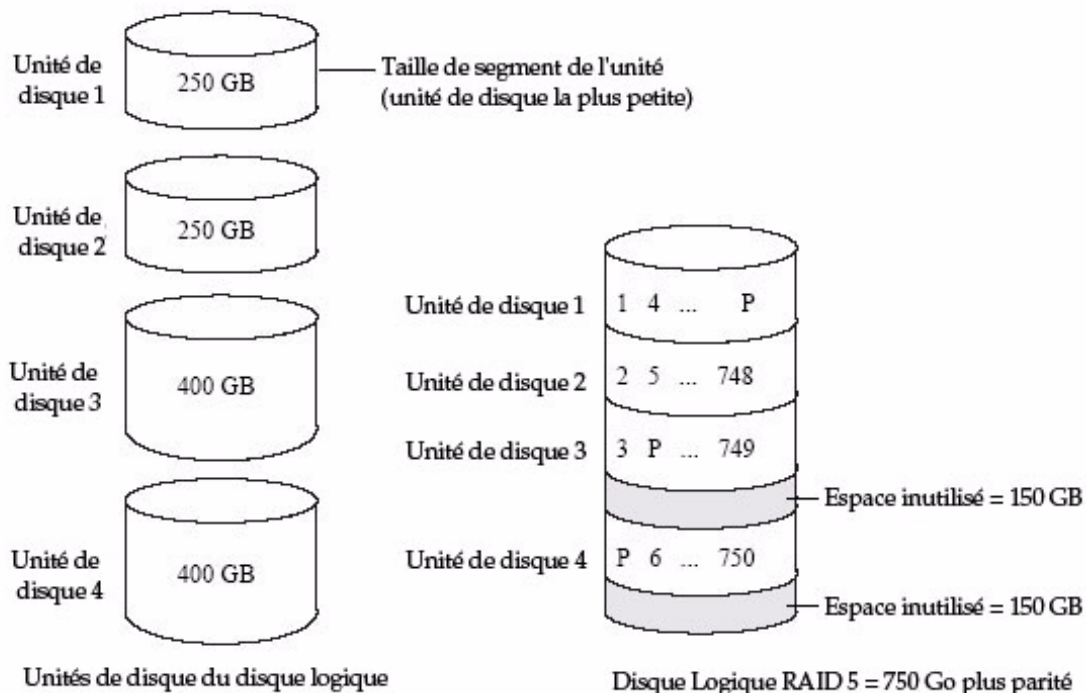 Unité de
disque 1
250 GB
Taille de segment de l'unité
(unité de disque la plus petite)
Unité de
disque 2
250 GB
Unité de
disque 3
400 GB
Unité de
disque 4
400 GB
Unités de disque du disque logique
Unité de disque 1
1 4 ... P
Unité de disque 2
2 5 ... 748
Unité de disque 3
3 P ... 749
Espace inutilisé = 150 GB
Unité de disque 4
P 6 ... 750
Espace inutilisé = 150 GB
Disque Logique RAID 5 = 750 Go plus parité